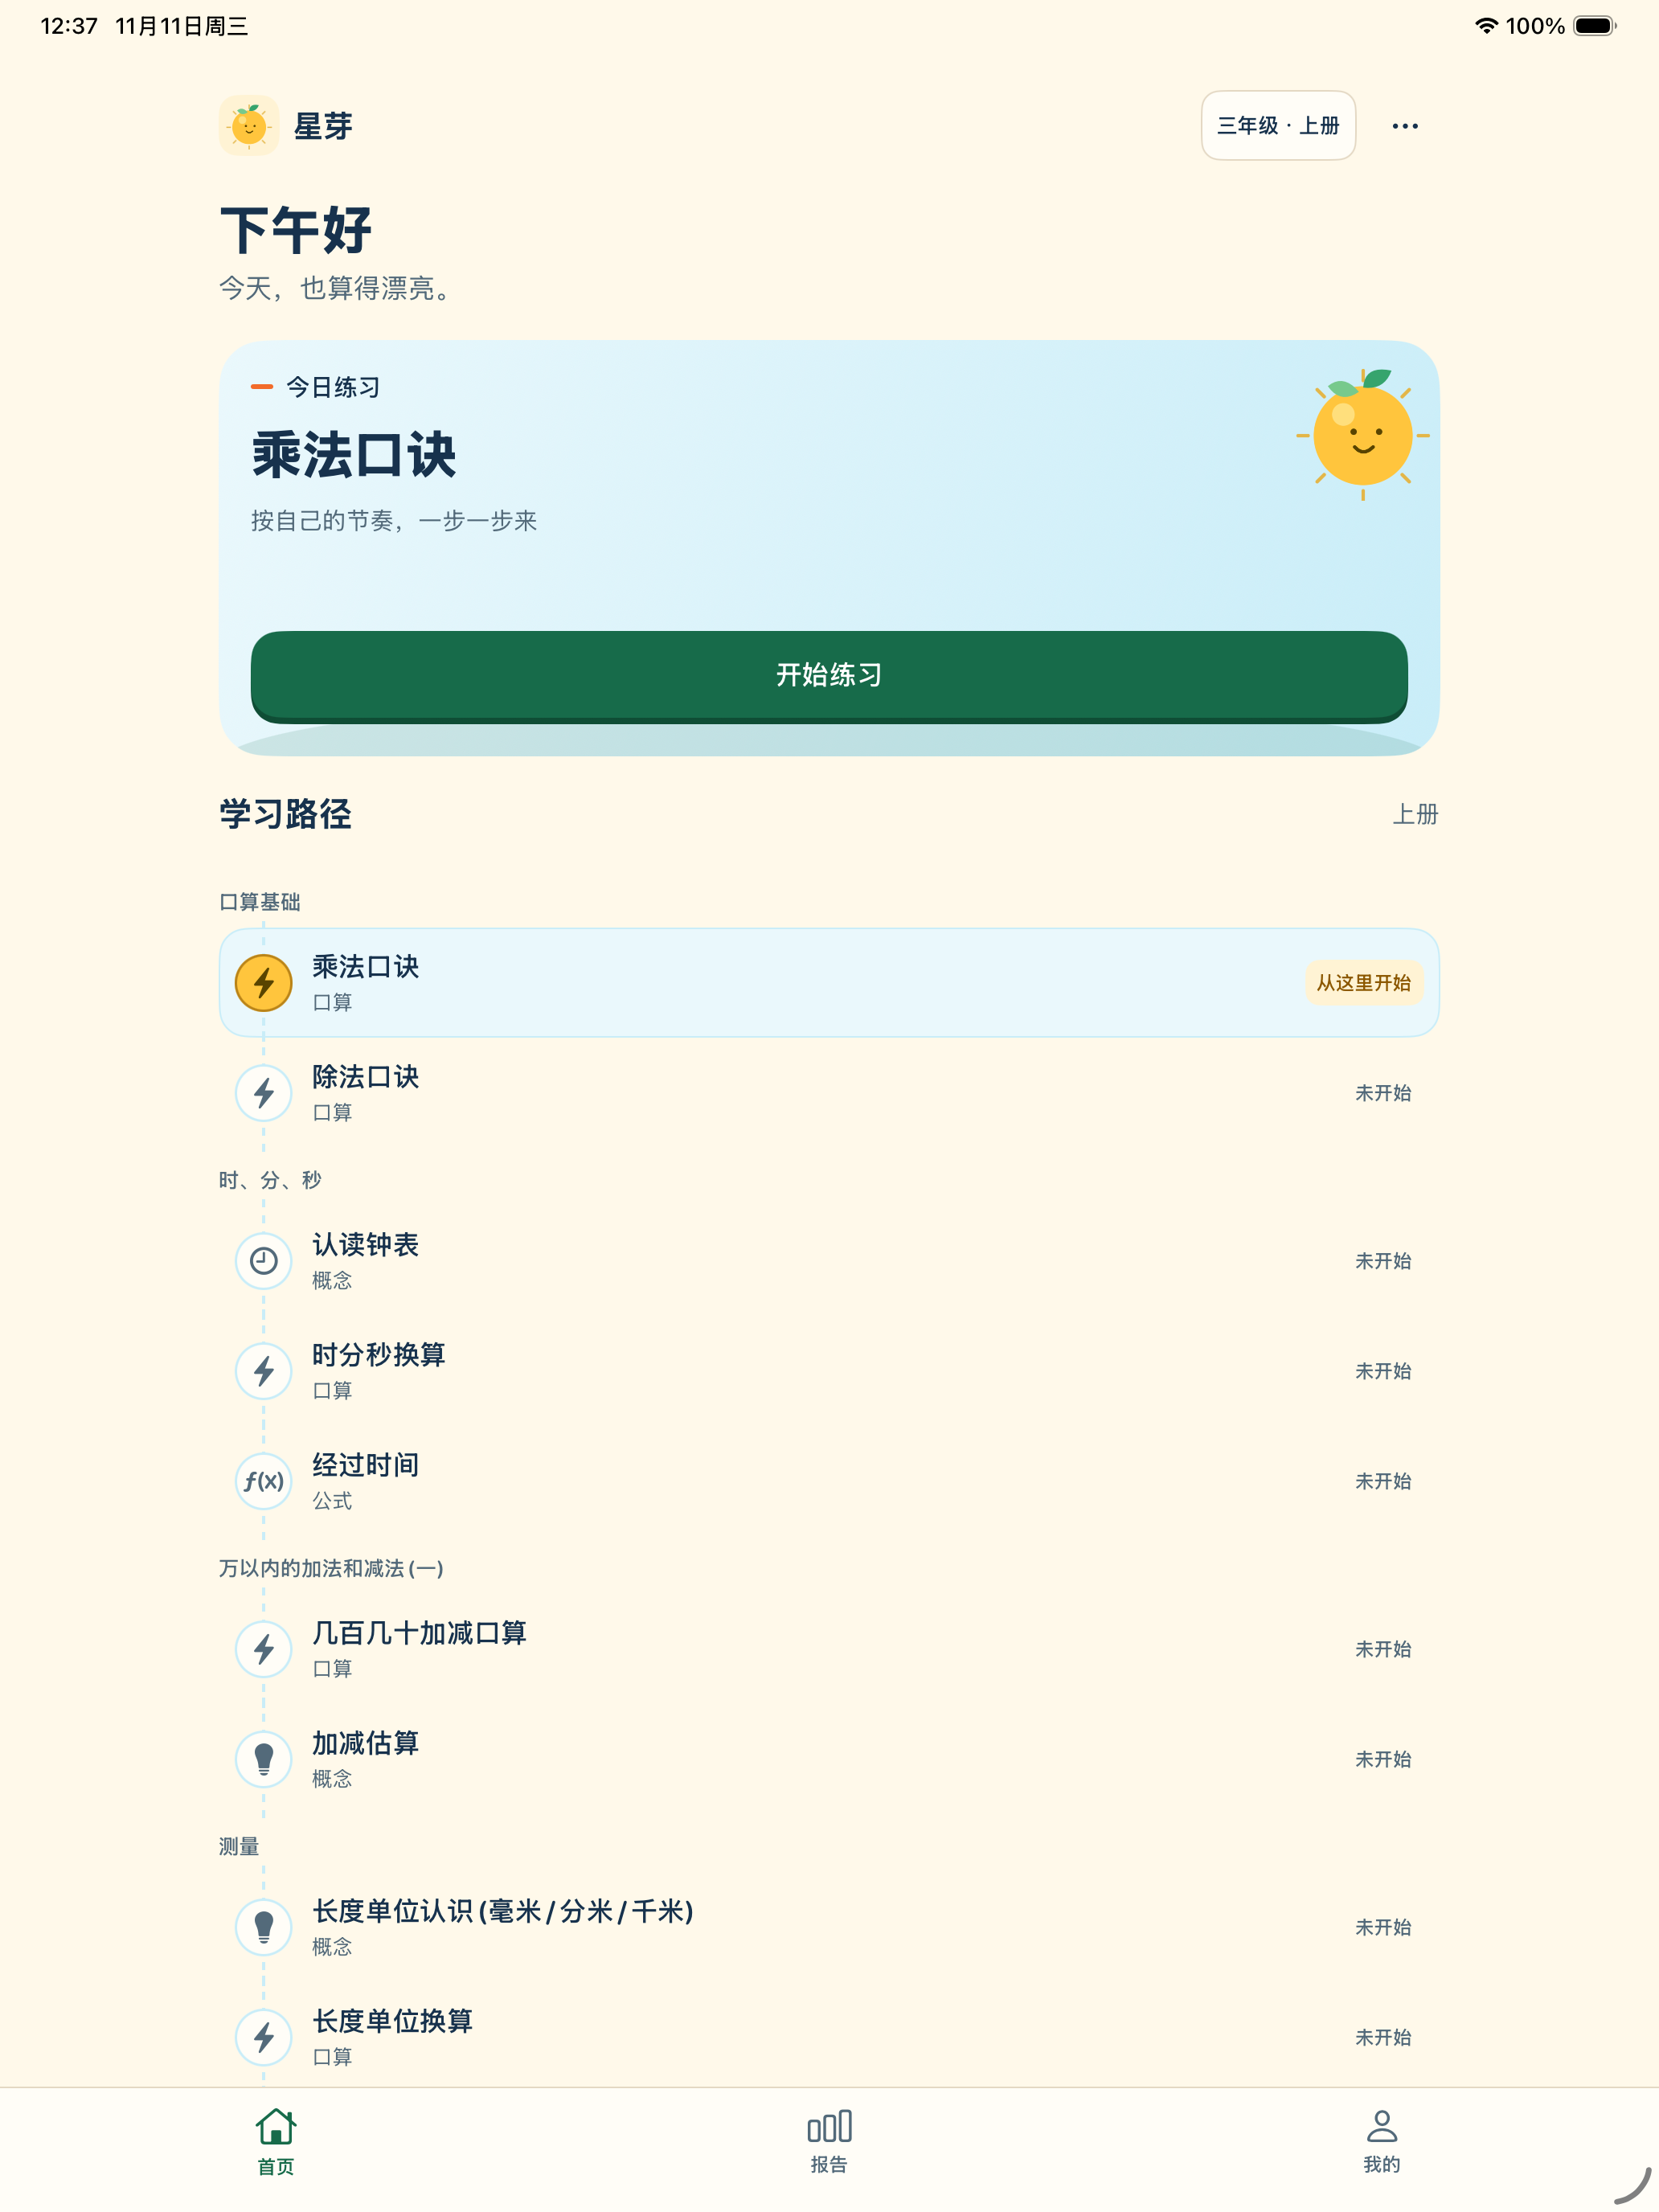 12:37 11月11日周三
100%
星芽
三年级 · 上册
下午好
今天，也算得漂亮。
今日练习
乘法口诀
按自己的节奏，一步一步来
开始练习
学习路径
上册
口算基础
乘法口诀
口算
从这里开始
除法口诀
口算
未开始
时、分、秒
认读钟表
概念
未开始
时分秒换算
口算
未开始
ƒ(x)
经过时间
公式
未开始
万以内的加法和减法(一)
几百几十加减口算
口算
未开始
加减估算
概念
未开始
测量
长度单位认识(毫米/分米/千米)
概念
未开始
长度单位换算
口算
未开始
首页
报告
我的